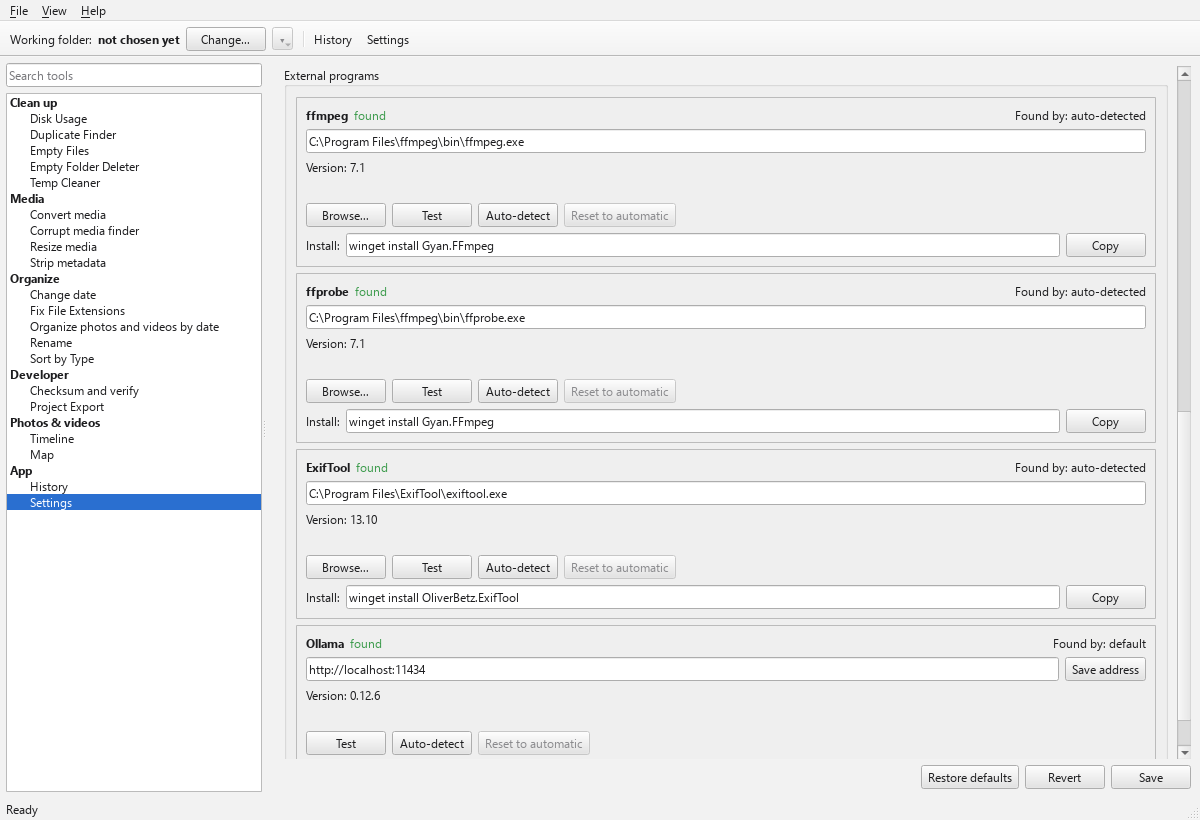 File View Help
Working folder: not chosen yet Change... History Settings
Search tools
Clean up
Disk Usage
Duplicate Finder
Empty Files
Empty Folder Deleter
Temp Cleaner
Media
Convert media
Corrupt media finder
Resize media
Strip metadata
Organize
Change date
Fix File Extensions
Organize photos and videos by date
Rename
Sort by Type
Developer
Checksum and verify
Project Export
Photos & videos
Timeline
Map
App
History
Settings
External programs
ffmpeg found Found by: auto-detected
C:\Program Files\ffmpeg\bin\ffmpeg.exe
Version: 7.1
Browse... Test Auto-detect Reset to automatic
Install: winget install Gyan.FFmpeg Copy
ffprobe found Found by: auto-detected
C:\Program Files\ffmpeg\bin\ffprobe.exe
Version: 7.1
Browse... Test Auto-detect Reset to automatic
Install: winget install Gyan.FFmpeg Copy
ExifTool found Found by: auto-detected
C:\Program Files\ExifTool\exiftool.exe
Version: 13.10
Browse... Test Auto-detect Reset to automatic
Install: winget install OliverBetz.ExifTool Copy
Ollama found Found by: default
http://localhost:11434 Save address
Version: 0.12.6
Test Auto-detect Reset to automatic
Restore defaults Revert Save
Ready